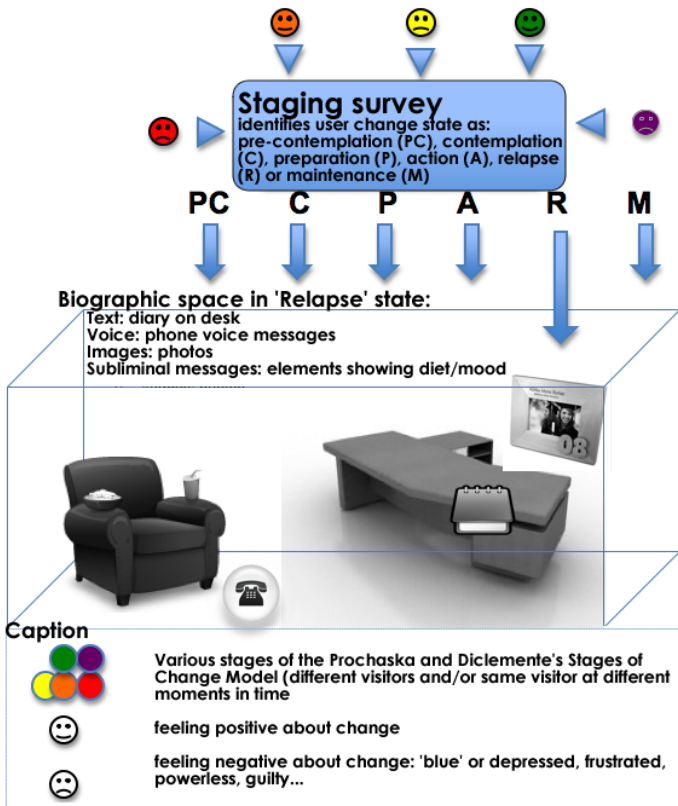 Staging survey
identifies user change state as:
pre-contemplation (PC), contemplation
(C), preparation (P), action (A), relapse
(R) or maintenance (M)
PC C P A R M
Biographic space in 'Relapse' state:
Text: diary on desk
Voice: phone voice messages
Images: photos
Subliminal messages: elements showing diet/mood
08
Caption
Various stages of the Prochaska and Diclemente's Stages of
Change Model (different visitors and/or same visitor at different
moments in time
feeling positive about change
feeling negative about change: 'blue' or depressed, frustrated,
powerless, guilty...